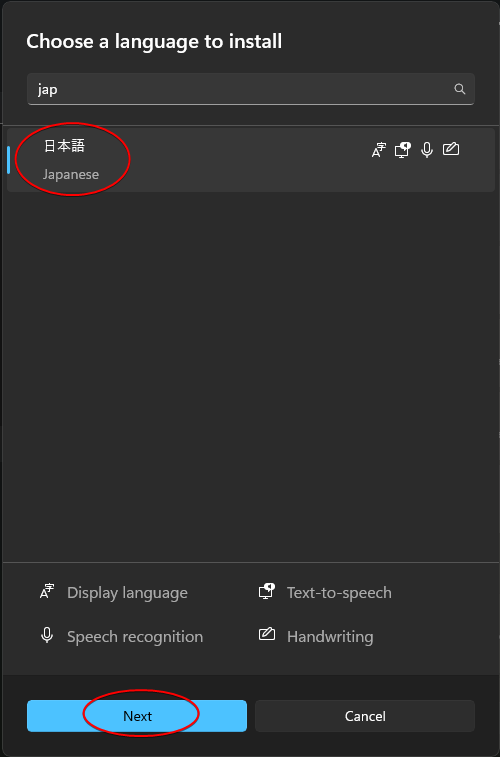 Choose a language to install
jap
日本語
Japanese
Display language
Text-to-speech
Speech recognition
Handwriting
Next
Cancel